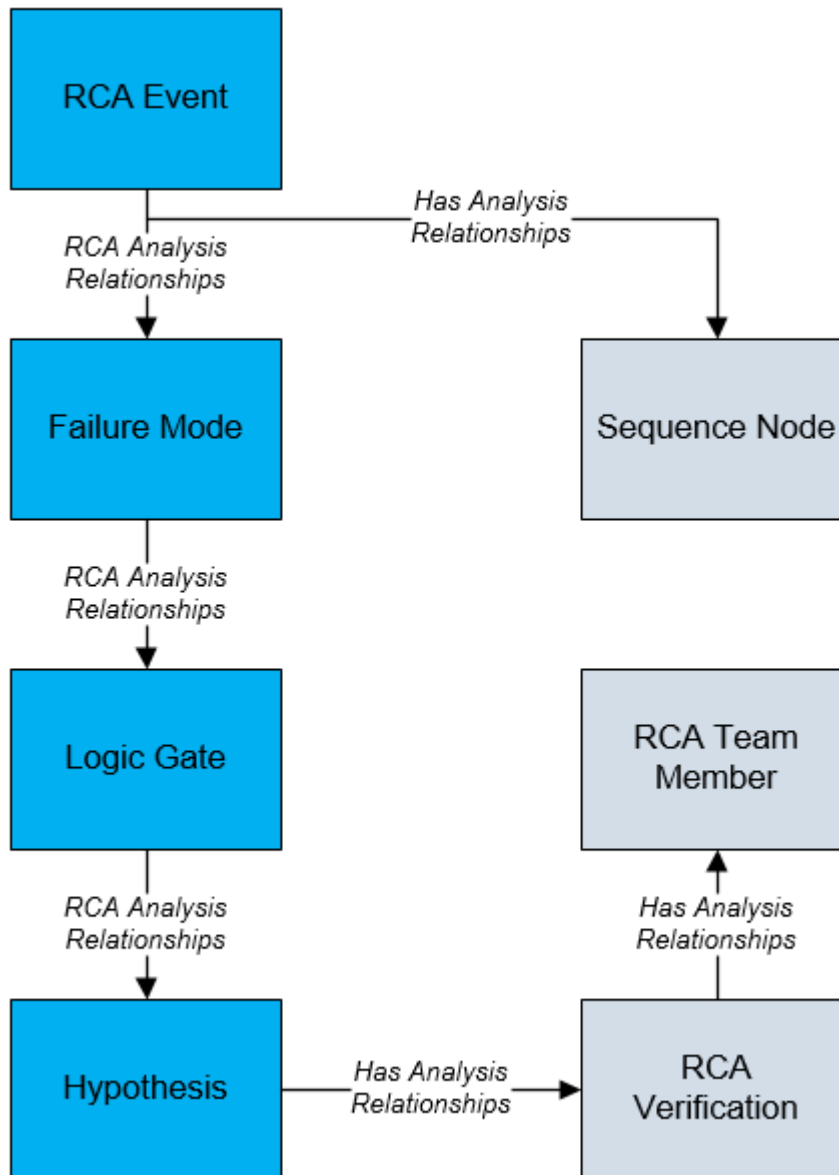 RCA Event
Has Analysis
Relationships
RCA Analysis
Relationships
Failure Mode
Sequence Node
RCA Analysis
Relationships
Logic Gate
RCA Team
Member
RCA Analysis
Relationships
Has Analysis
Relationships
Hypothesis
Has Analysis
Relationships
RCA
Verification